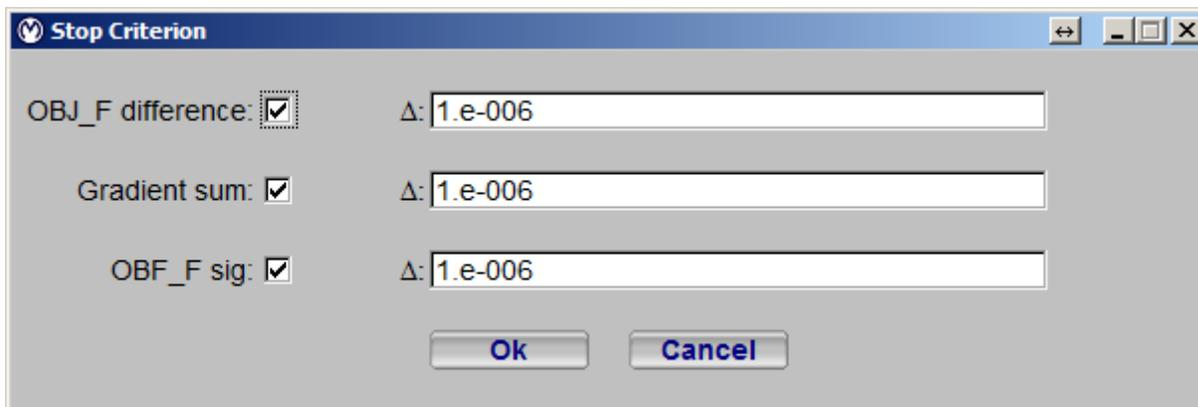 Stop Criterion
OBJ_F difference: Δ: 1.e-006
Gradient sum: Δ: 1.e-006
OBF_F sig: Δ: 1.e-006
Ok Cancel